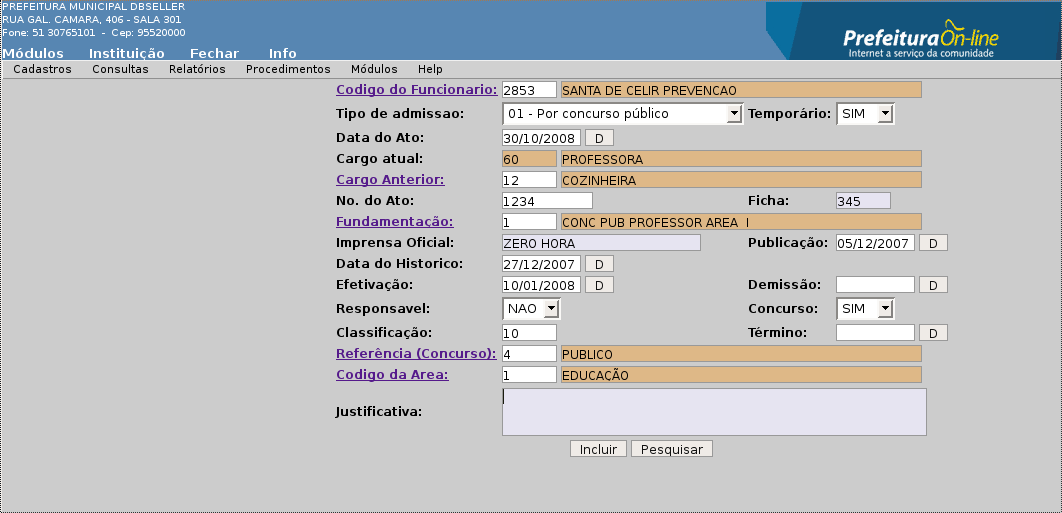 PREFEITURA MUNICIPAL DBSELLER
RUA GAL. CAMARA, 406 - SALA 301
Fone: 51 30765101 - Cep: 95520000
Prefeitura On-line
Internet a serviço da comunidade
Módulos Instituição Fechar Info
Cadastros Consultas Relatórios Procedimentos Módulos Help
Codigo do Funcionario: 2853 SANTA DE CELIR PREVENCAO
Tipo de admissao: 01 - Por concurso público Temporário: SIM
Data do Ato: 30/10/2008 D
Cargo atual: 60 PROFESSORA
Cargo Anterior: 12 COZINHEIRA
No. do Ato: 1234 Ficha: 345
Fundamentação: 1 CONC PUB PROFESSOR AREA I
Imprensa Oficial: ZERO HORA Publicação: 05/12/2007 D
Data do Historico: 27/12/2007 D
Efetivação: 10/01/2008 D Demissão: D
Responsavel: NAO Concurso: SIM
Classificação: 10 Término: D
Referência (Concurso): 4 PUBLICO
Codigo da Area: 1 EDUCAÇÃO
Justificativa:
Incluir Pesquisar